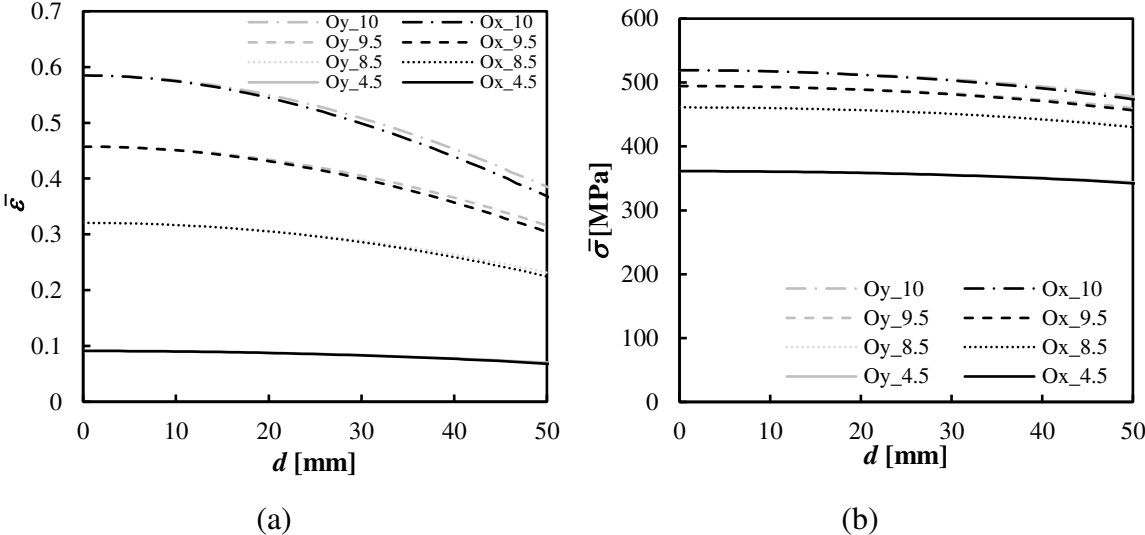 0.7
0.6
0.5
0.4
0.3
0.2
0.1
0
ε̄
Oy_10 Ox_10
Oy_9.5 Ox_9.5
Oy_8.5 Ox_8.5
Oy_4.5 Ox_4.5
0 10 20 30 40 50
d [mm]
(a)
600
500
400
300
200
100
0
σ̄ [MPa]
Oy_10 Ox_10
Oy_9.5 Ox_9.5
Oy_8.5 Ox_8.5
Oy_4.5 Ox_4.5
0 10 20 30 40 50
d [mm]
(b)